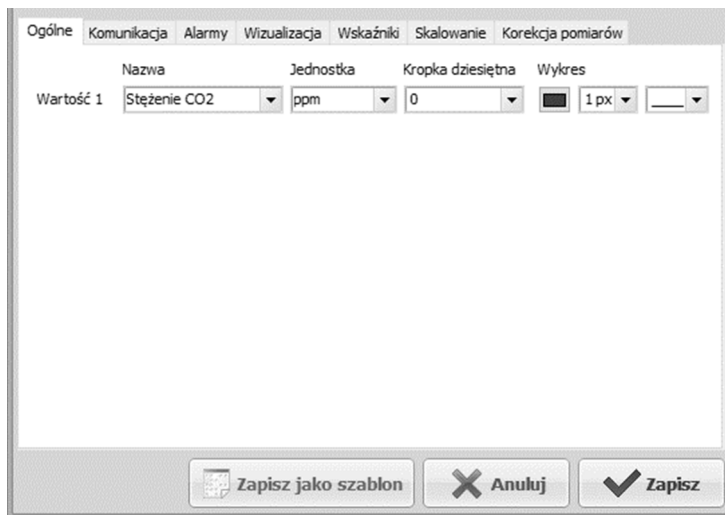 Ogólne Komunikacja Alarmy Wizualizacja Wskaźniki Skalowanie Korekcja pomiarów
Nazwa Jednostka Kropka dziesiętna Wykres
Wartość 1 Stężenie CO2 ppm 0 1 px
Zapisz jako szablon Anuluj Zapisz